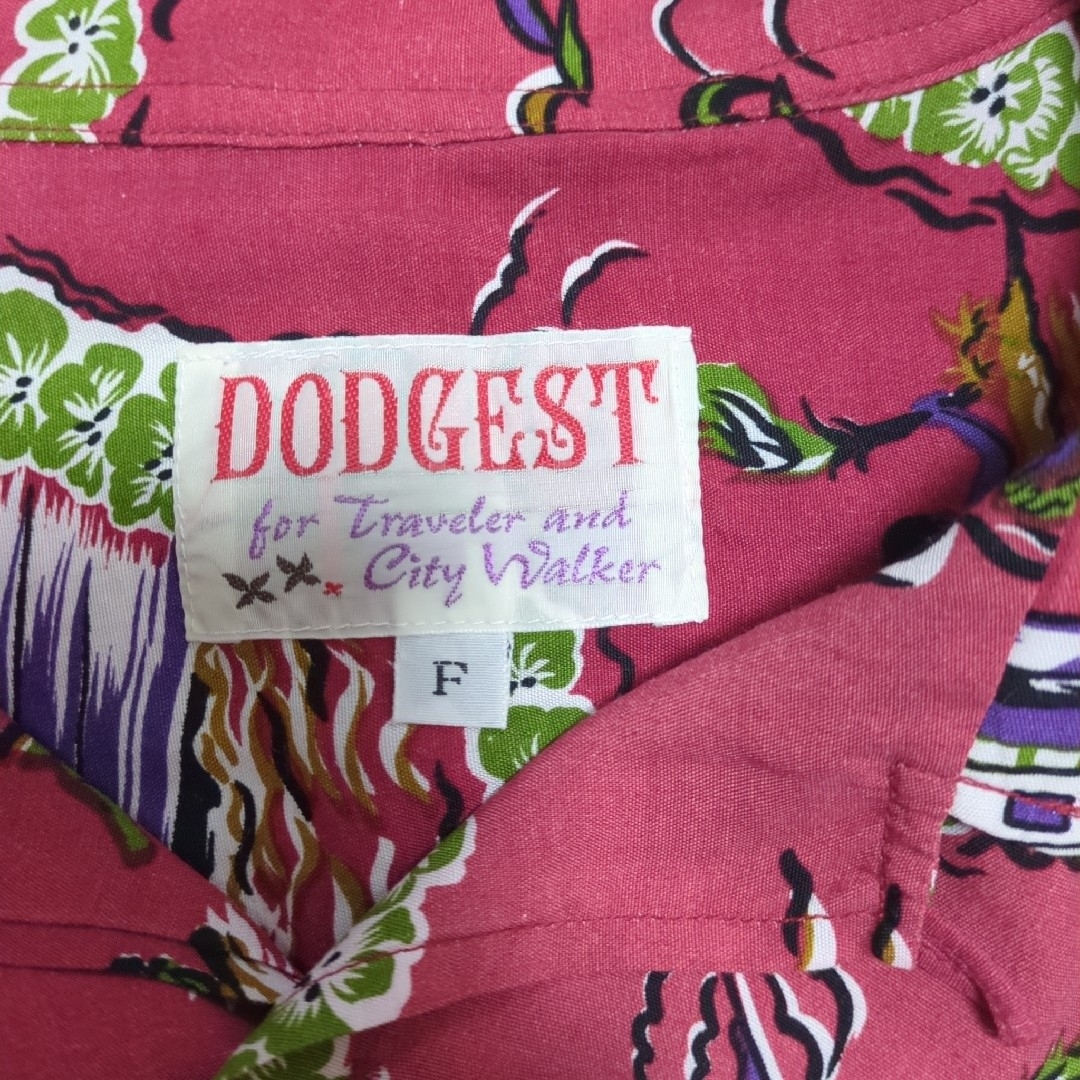 DODGEST
for Traveler and
City Walker
F